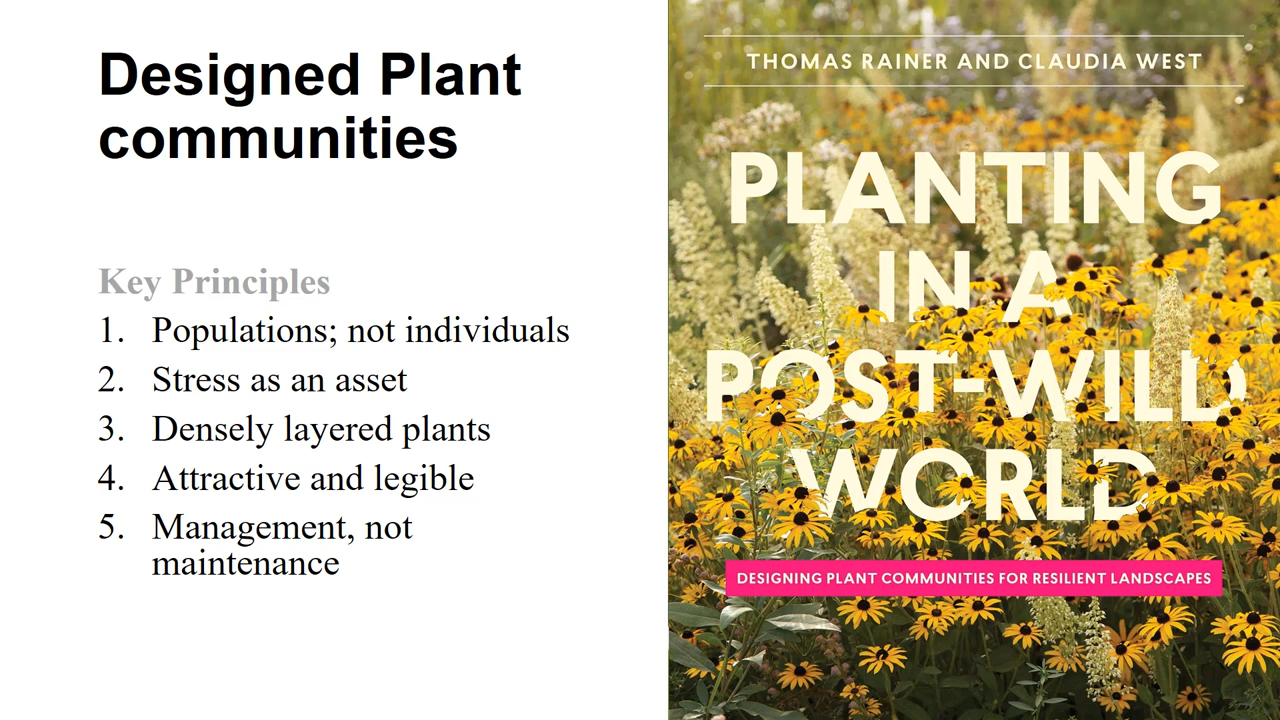 Designed Plant
communities
Key Principles
1. Populations; not individuals
2. Stress as an asset
3. Densely layered plants
4. Attractive and legible
5. Management, not
maintenance
THOMAS RAINER AND CLAUDIA WEST
PLANTING
IN A
POST-WILD
WORLD
DESIGNING PLANT COMMUNITIES FOR RESILIENT LANDSCAPES